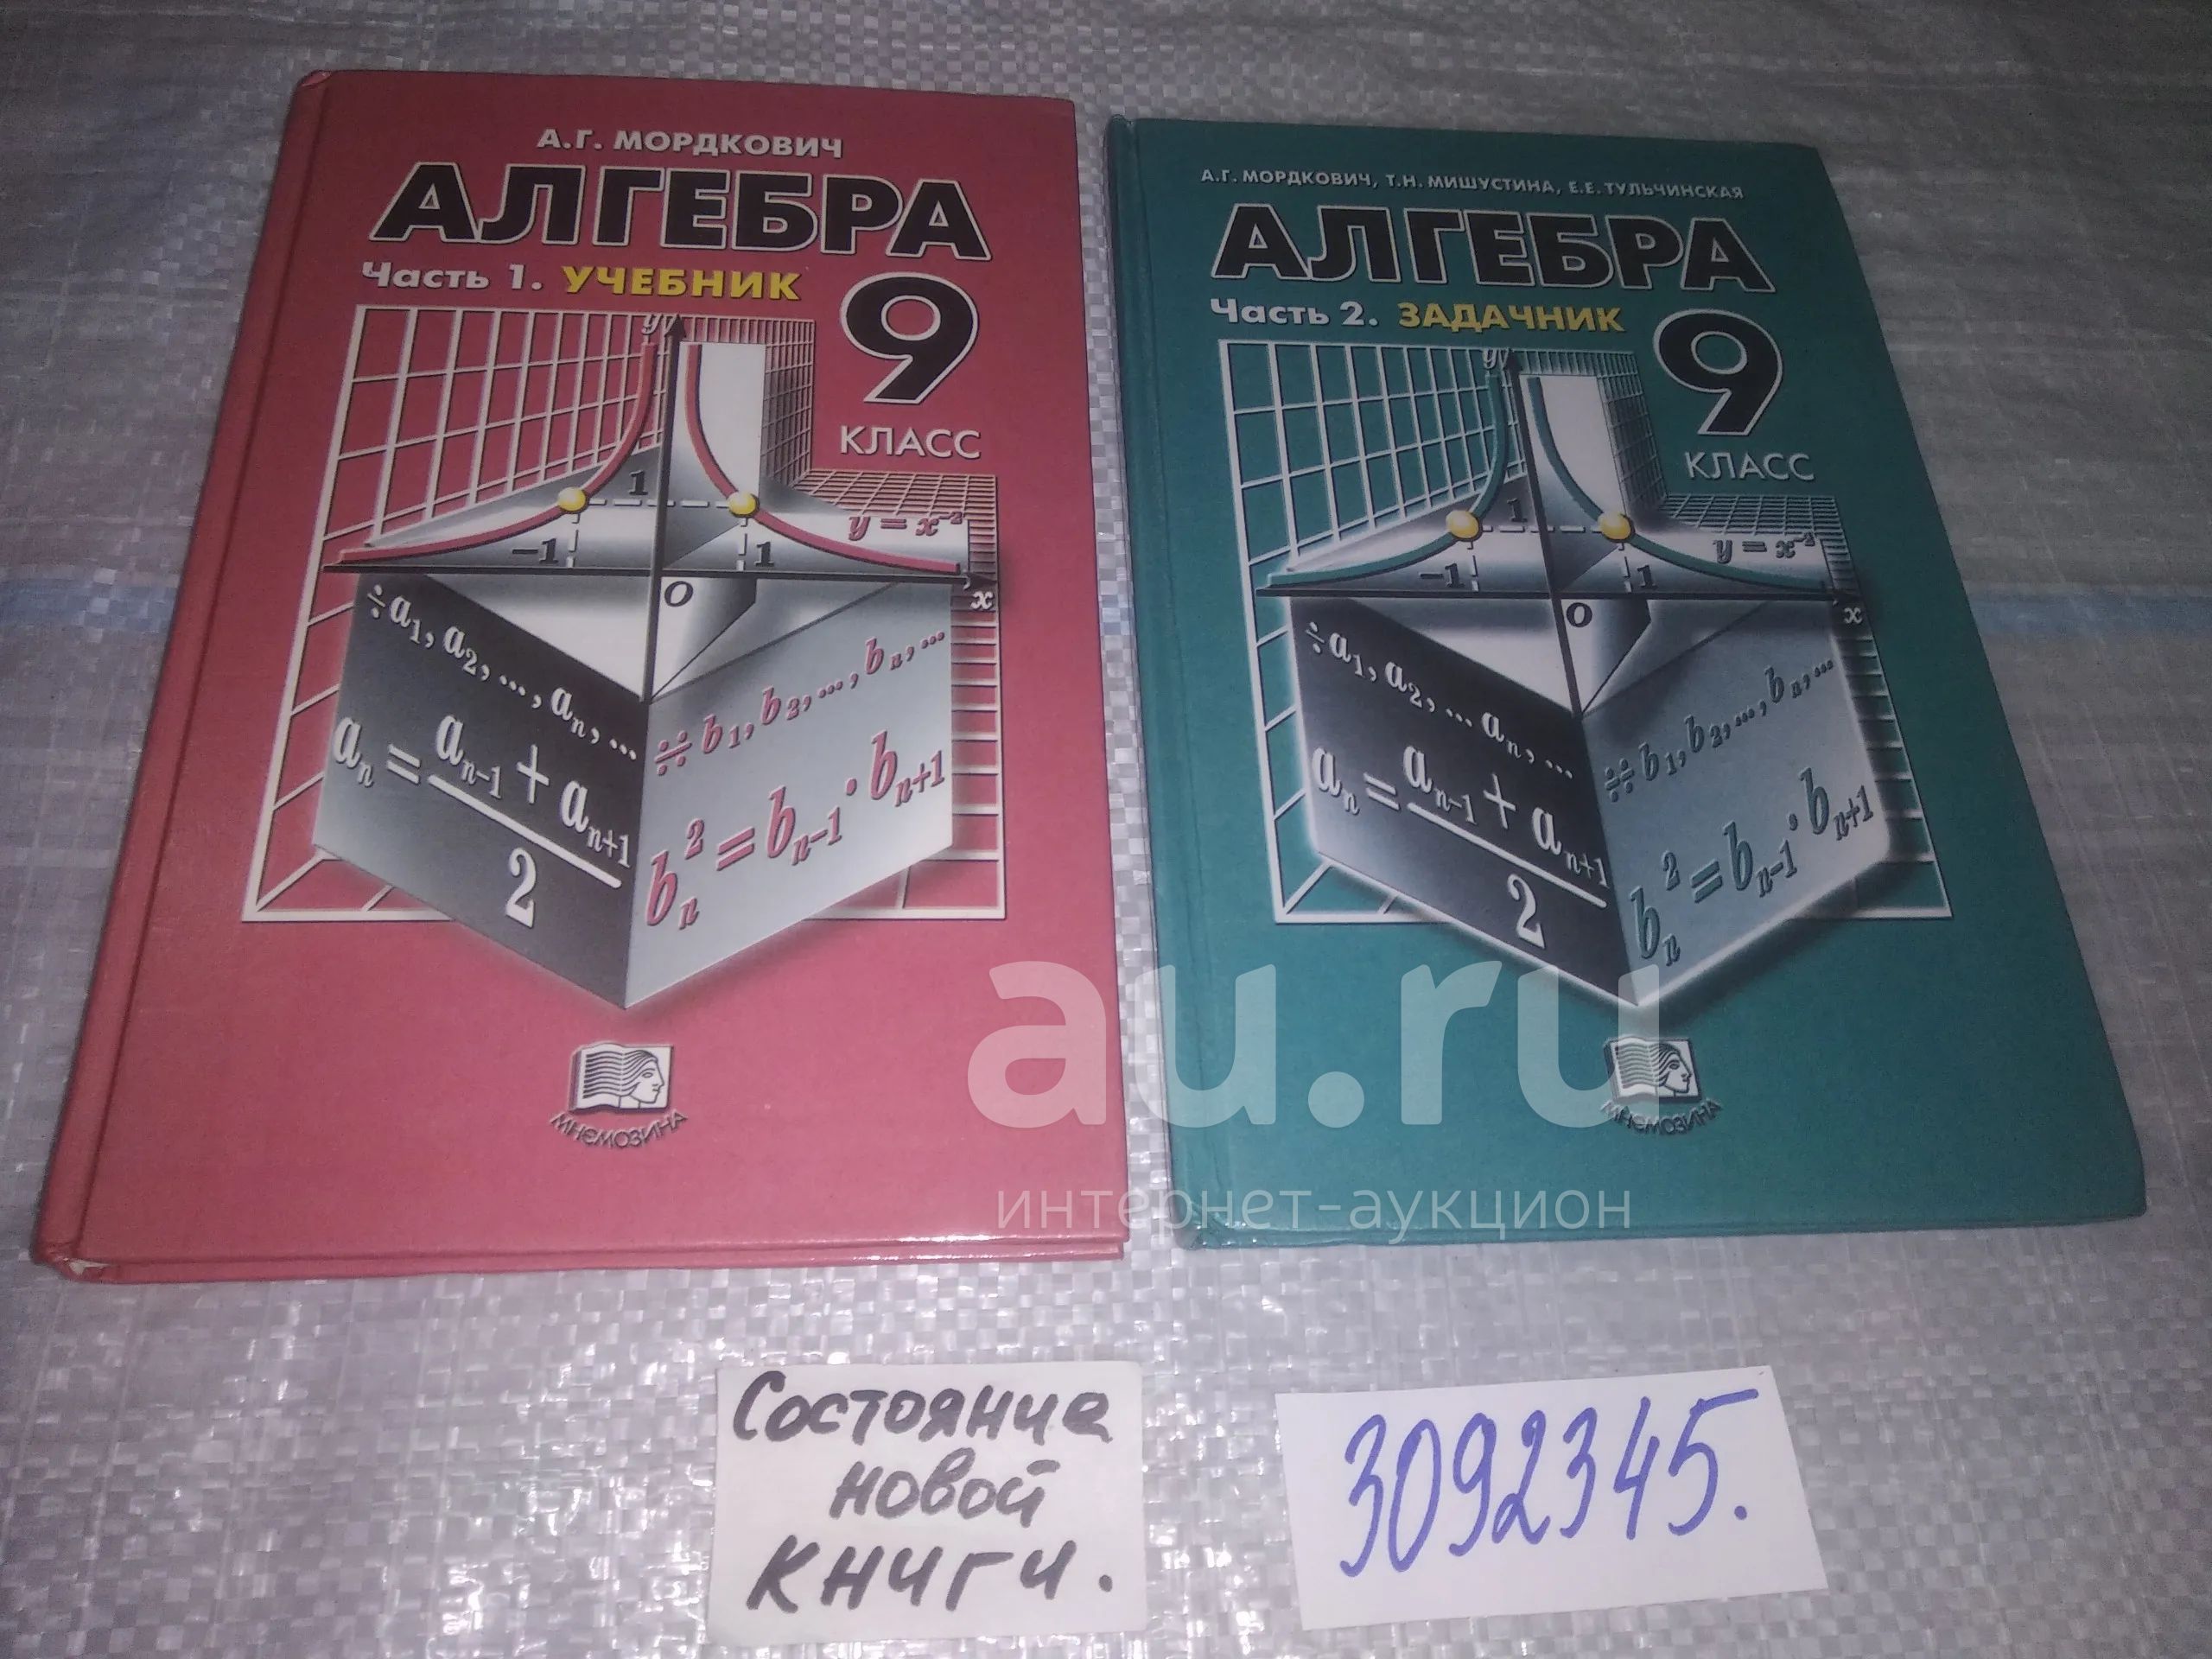 А.Г. МОРДКОВИЧ
АЛГЕБРА
Часть 1. УЧЕБНИК
9
КЛАСС
y
1
y = x⁻²
−1
1
O
x
÷a₁, a₂, ..., aₙ, ...
aₙ = (aₙ₋₁ + aₙ₊₁)/2
÷÷ b₁, b₂, ..., bₙ, ...
bₙ² = bₙ₋₁ · bₙ₊₁
МНЕМОЗИНА
А.Г. МОРДКОВИЧ, Т.Н. МИШУСТИНА, Е.Е. ТУЛЬЧИНСКАЯ
АЛГЕБРА
Часть 2. ЗАДАЧНИК
9
КЛАСС
y
1
y = x⁻²
−1
1
O
x
÷a₁, a₂, ... aₙ, ...
aₙ = (aₙ₋₁ + aₙ₊₁)/2
÷÷ b₁, b₂, ..., bₙ, ...
bₙ² = bₙ₋₁ · bₙ₊₁
МНЕМОЗИНА
au.ru
интернет-аукцион
Состояние
новой
книги.
3092345.